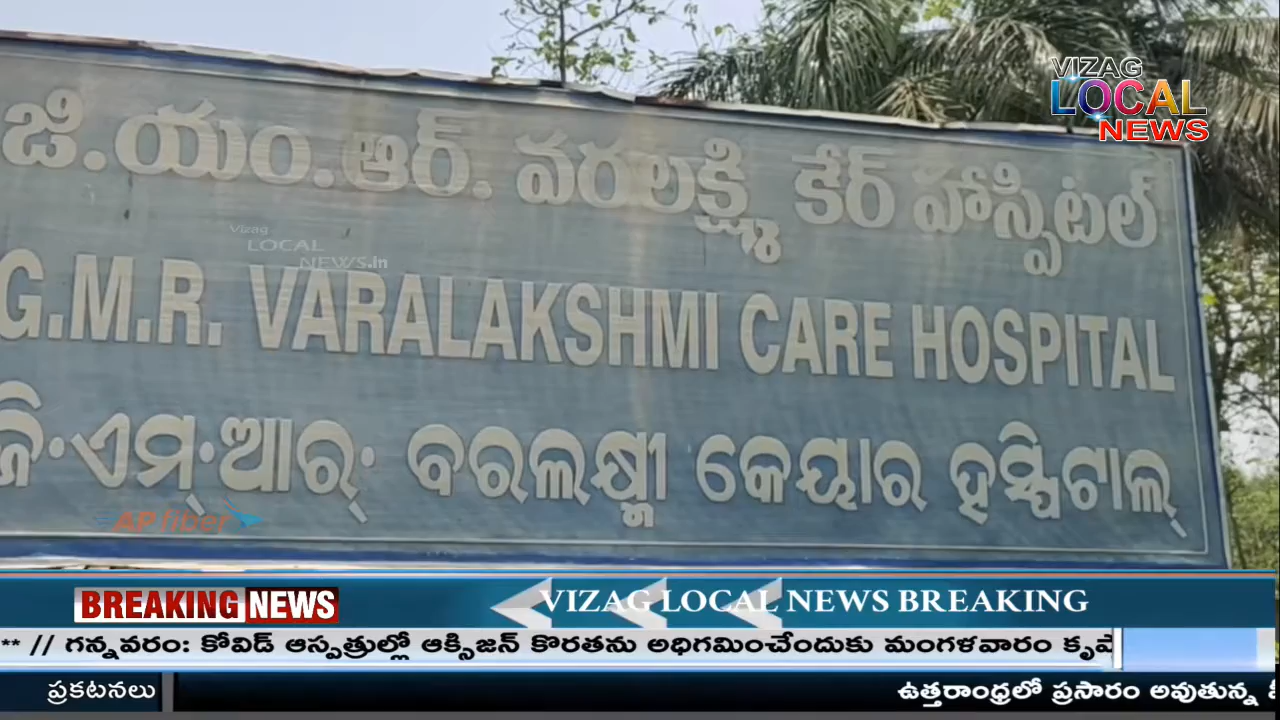 VIZAG
LOCAL
NEWS
జి.యం.ఆర్. వరలక్ష్మి కేర్ హాస్పిటల్
Vizag
LOCAL
NEWS.in
G.M.R. VARALAKSHMI CARE HOSPITAL
ଜି.ଏମ୍.ଆର୍. ବରଲକ୍ଷ୍ମୀ କେୟାର ହସ୍ପିଟାଲ୍
AP fiber
BREAKING NEWS VIZAG LOCAL NEWS BREAKING
** // గన్నవరం: కోవిడ్ ఆస్పత్రుల్లో ఆక్సిజన్ కొరతను అధిగమించేందుకు మంగళవారం
ప్రకటనలు ఉత్తరాంధ్రలో ప్రసారం అవుతున్న